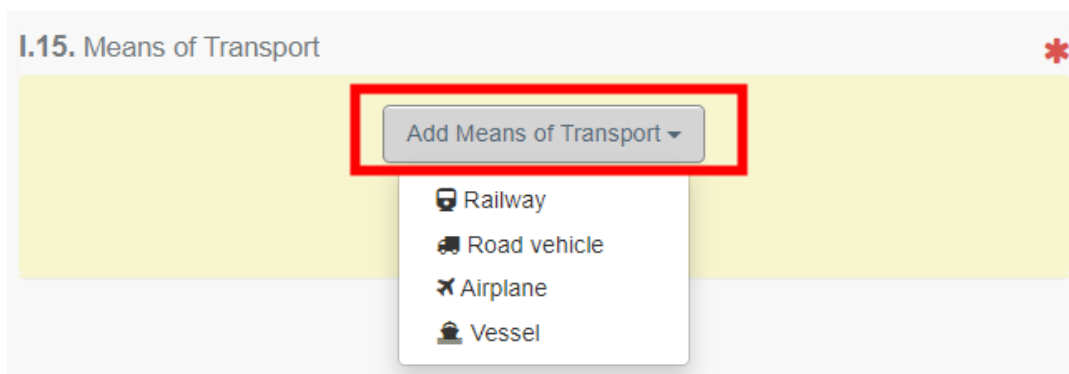 I.15. Means of Transport
Add Means of Transport
Railway
Road vehicle
Airplane
Vessel